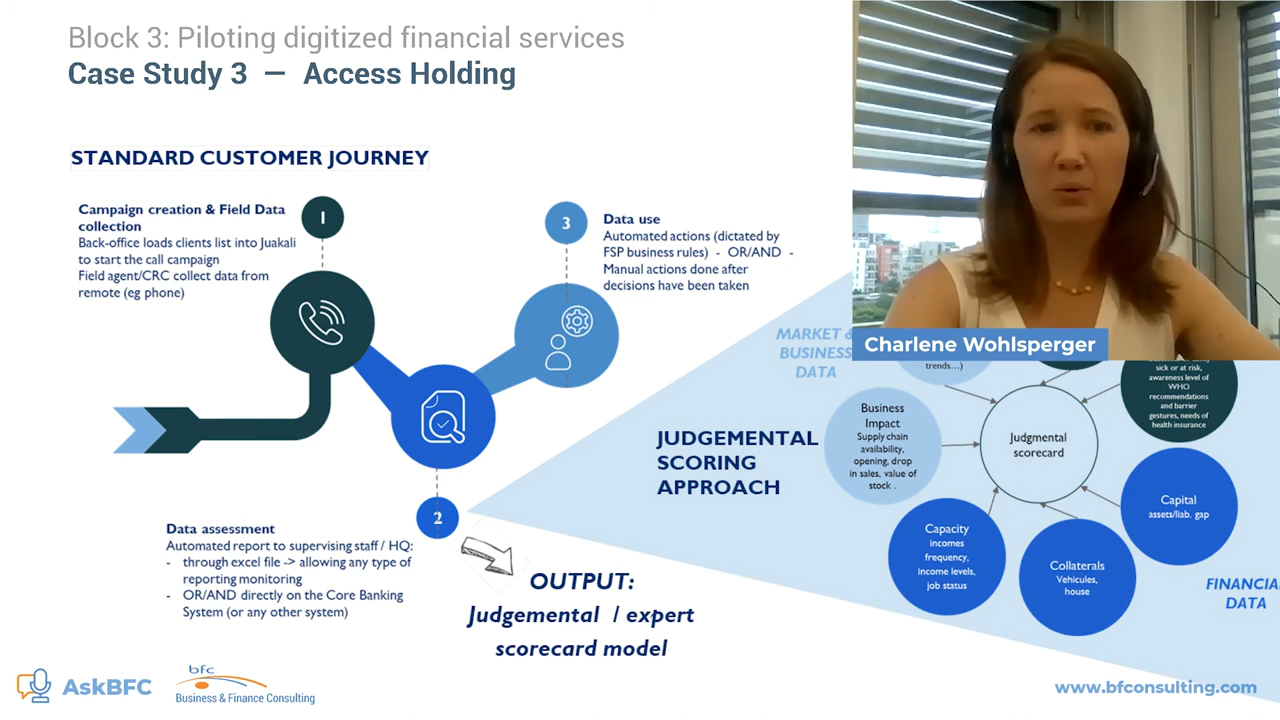 Block 3: Piloting digitized financial services
Case Study 3 — Access Holding
STANDARD CUSTOMER JOURNEY
Campaign creation & Field Data
collection
Back-office loads clients list into Juakali
to start the call campaign
Field agent/CRC collect data from
remote (eg phone)
1
3
Data use
Automated actions (dictated by
FSP business rules) - OR/AND -
Manual actions done after
decisions have been taken
2
Data assessment
Automated report to supervising staff / HQ:
- through excel file -> allowing any type of
reporting monitoring
- OR/AND directly on the Core Banking
System (or any other system)
OUTPUT:
Judgemental / expert
scorecard model
JUDGEMENTAL
SCORING
APPROACH
MARKET &
BUSINESS
DATA
Charlene Wohlsperger
trends...)
Business
Impact
Supply chain
availability,
opening, drop
in sales, value of
stock .
Judgmental
scorecard
sick or at risk,
awareness level of
WHO
recommendations
and barrier
gestures, needs of
health insurance
Capital
assets/liab. gap
Capacity
incomes
frequency,
income levels,
job status
Collaterals
Vehicules,
house
DATA
AskBFC
bfc
Business & Finance Consulting
www.bfconsulting.com